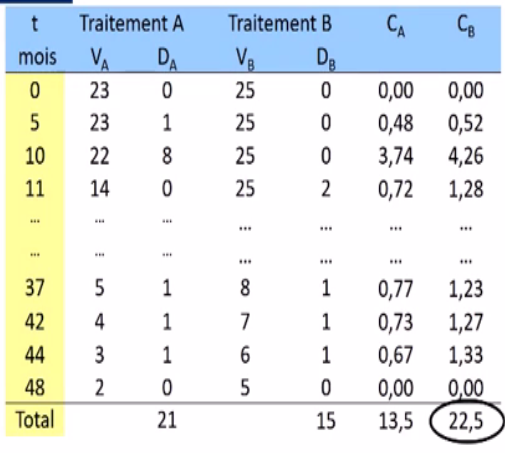 t Traitement A Traitement B C_A C_B
mois V_A D_A V_B D_B
0 23 0 25 0 0,00 0,00
5 23 1 25 0 0,48 0,52
10 22 8 25 0 3,74 4,26
11 14 0 25 2 0,72 1,28
... ... ... ... ... ... ...
... ... ... ... ... ... ...
37 5 1 8 1 0,77 1,23
42 4 1 7 1 0,73 1,27
44 3 1 6 1 0,67 1,33
48 2 0 5 0 0,00 0,00
Total 21 15 13,5 22,5